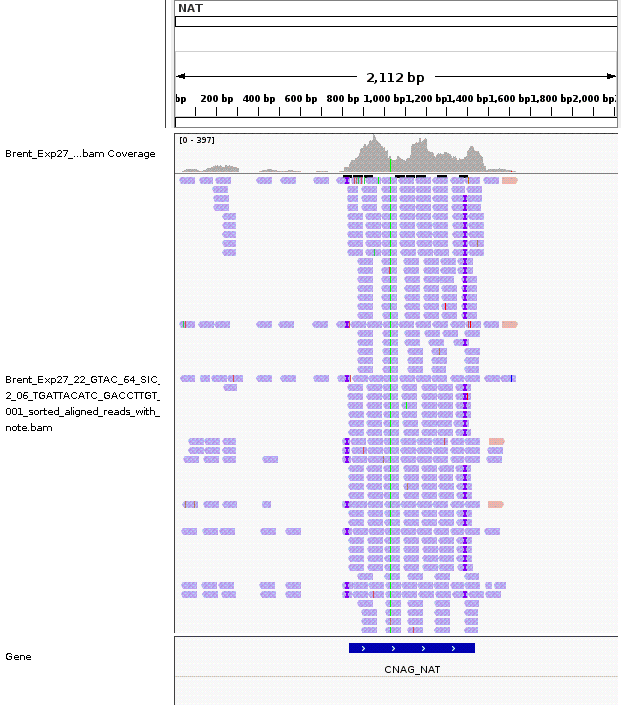 NAT
2,112 bp
bp 200 bp 400 bp 600 bp 800 bp 1,000 bp 1,200 bp 1,400 bp 1,600 bp 1,800 bp 2,000 bp 2,
[0 - 397]
Brent_Exp27_...bam Coverage
Brent_Exp27_22_GTAC_64_SIC_
2_06_TGATTACATC_GACCTTGT_
001_sorted_aligned_reads_with_
note.bam
Gene
CNAG_NAT